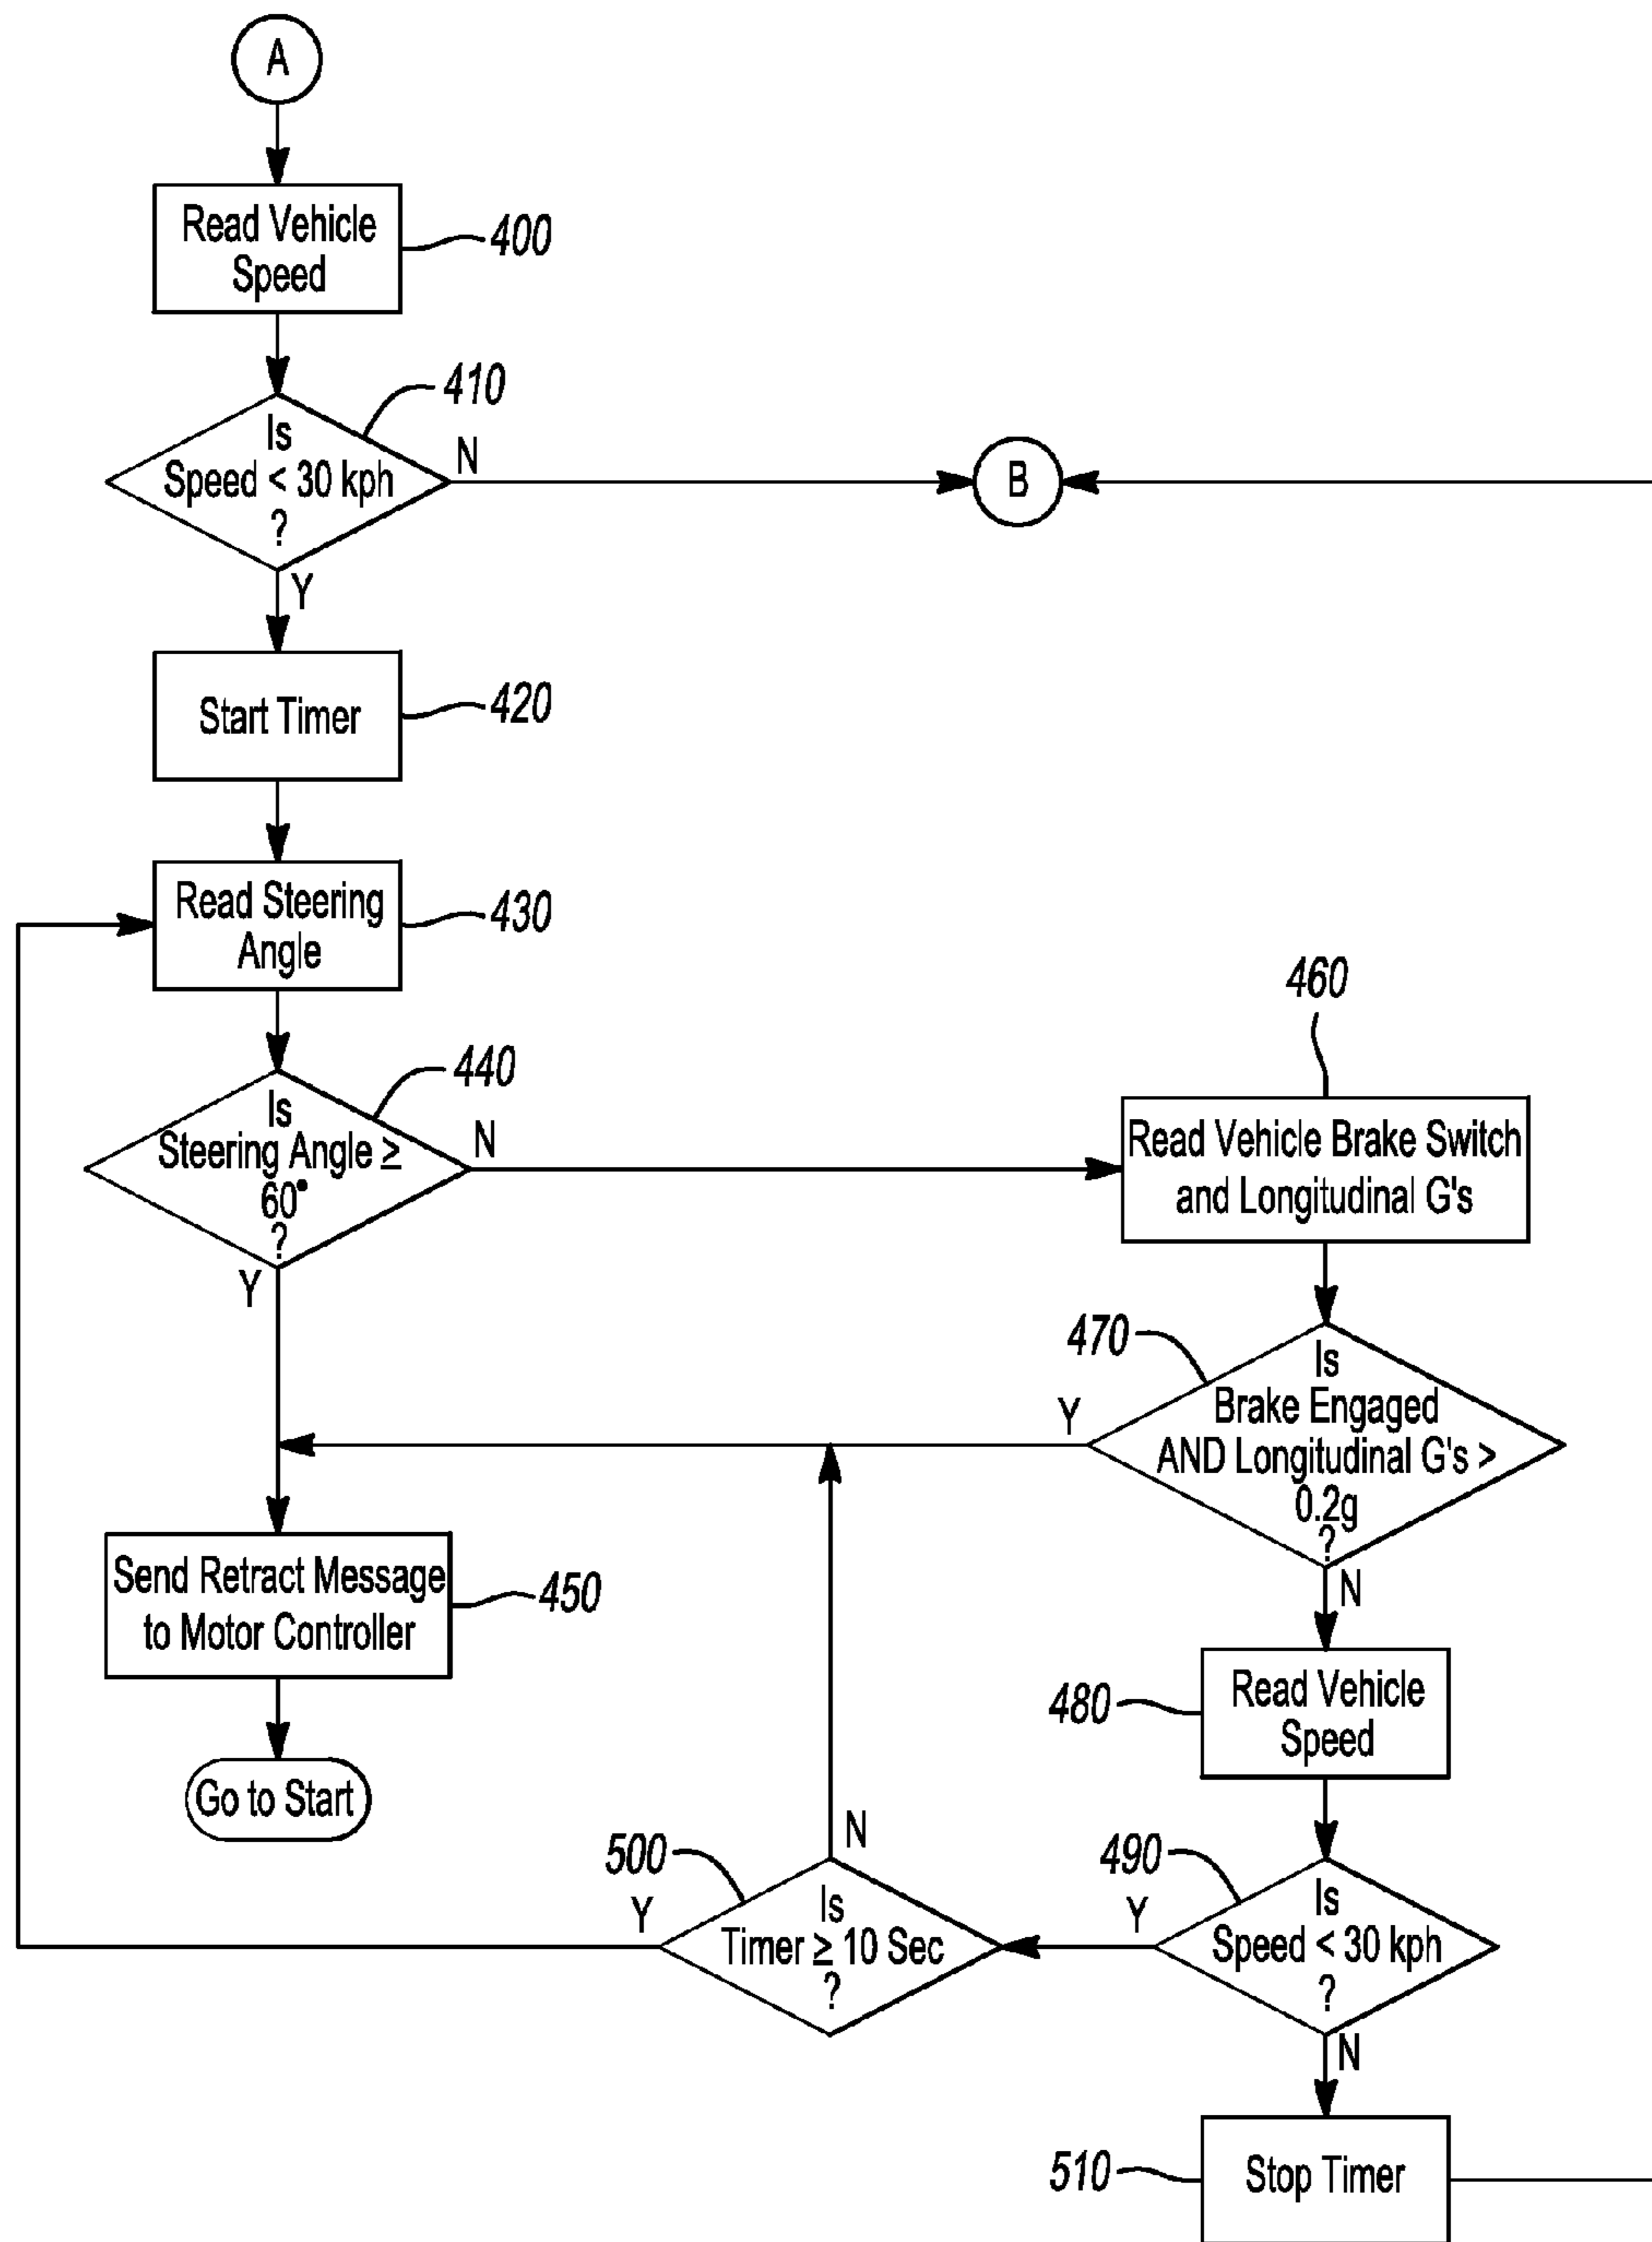 A
Read Vehicle
Speed
400
410
Is
Speed < 30 kph
?
N
B
Y
Start Timer
420
Read Steering
Angle
430
440
Is
Steering Angle ≥
60°
?
N
Y
460
Read Vehicle Brake Switch
and Longitudinal G's
470
Is
Brake Engaged
AND Longitudinal G's >
0.2g
?
Y
N
Send Retract Message
to Motor Controller
450
Go to Start
480
Read Vehicle
Speed
490
Is
Speed < 30 kph
?
Y
N
500
Is
Timer ≥ 10 Sec
?
N
Y
510
Stop Timer